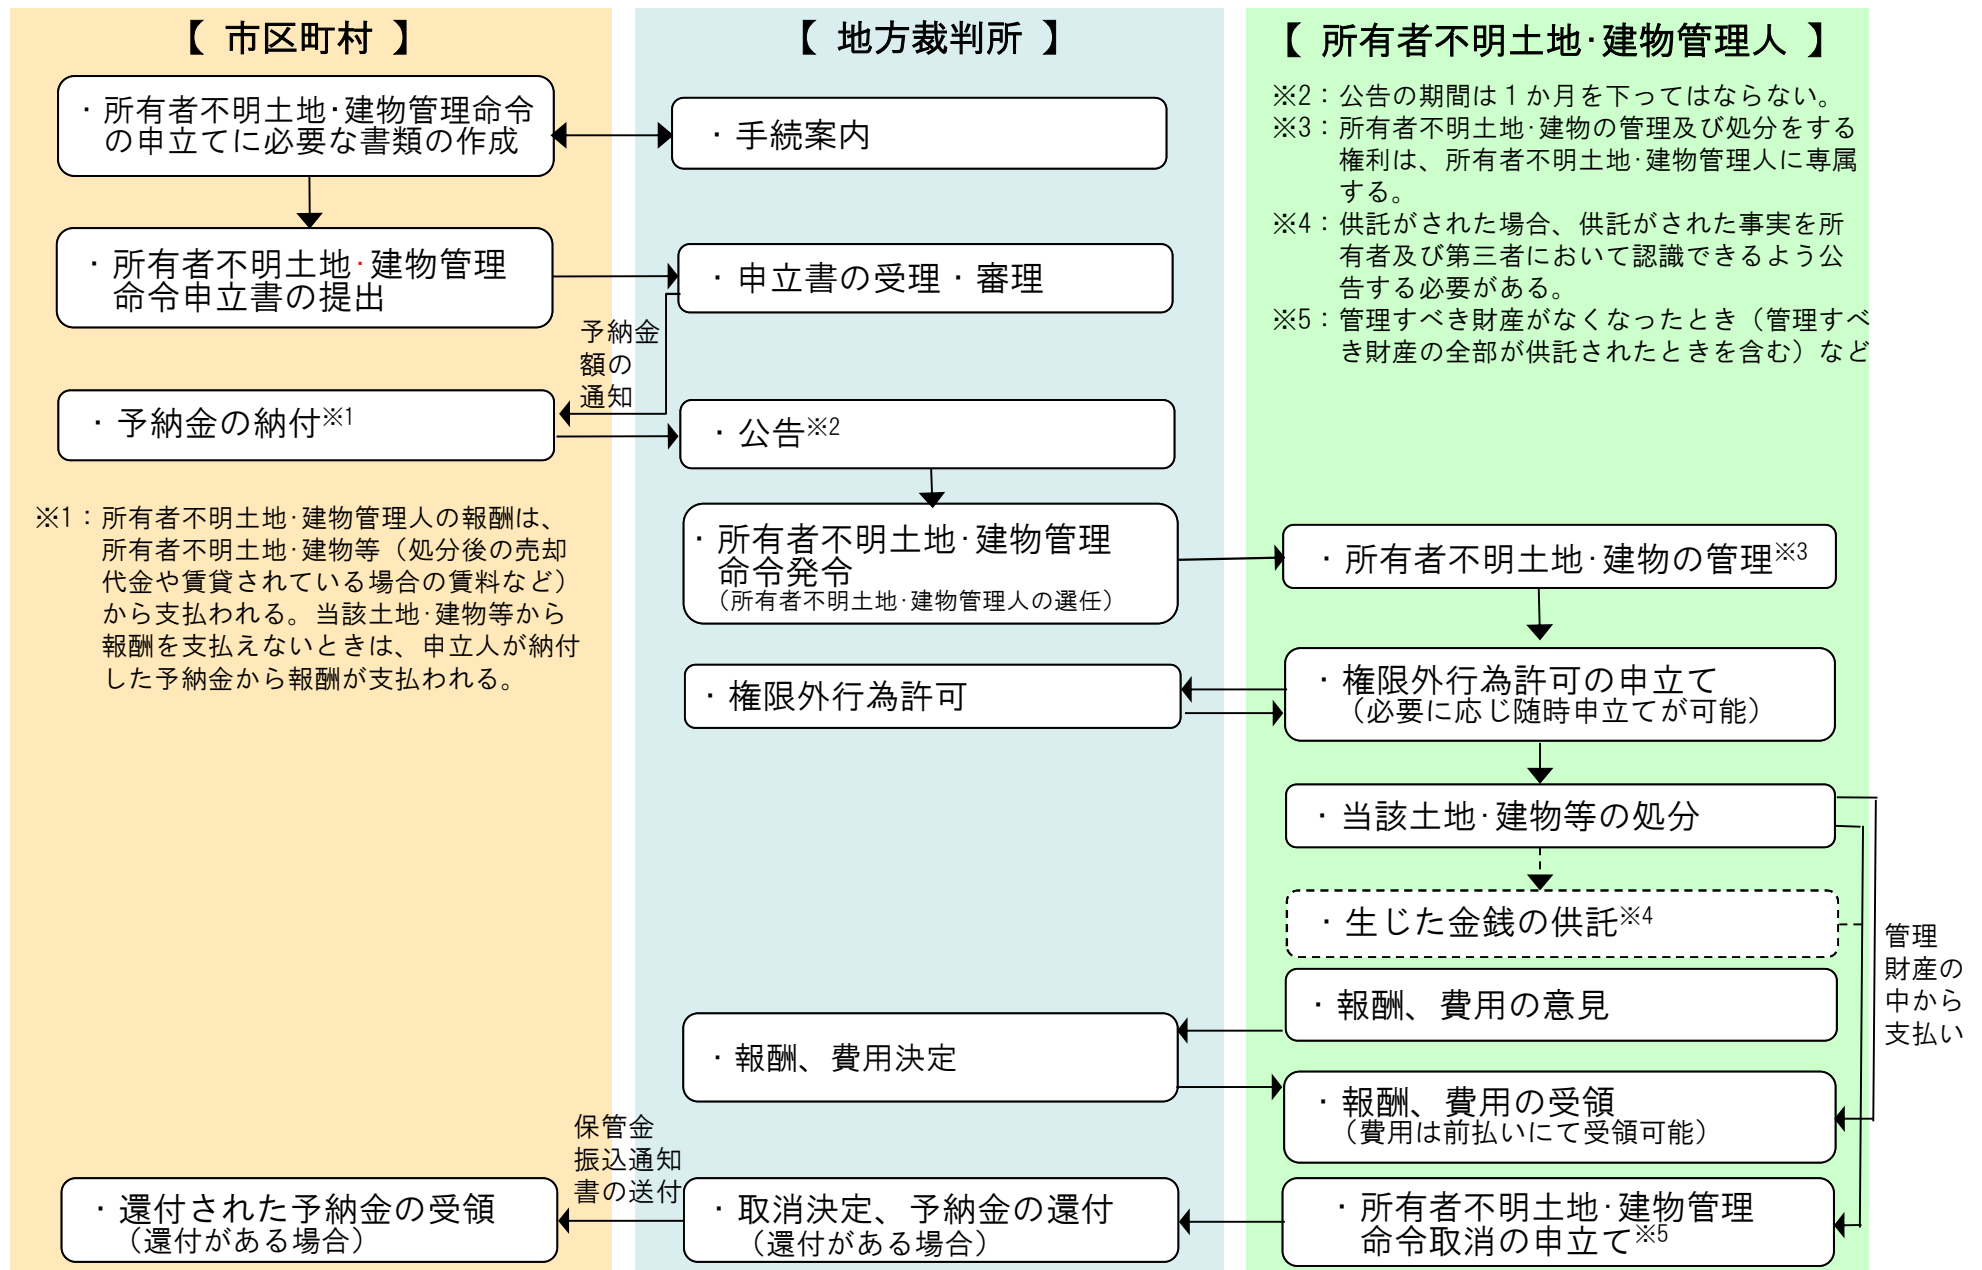 【 市区町村 】
・所有者不明土地･建物管理命令
の申立てに必要な書類の作成
・所有者不明土地･建物管理
命令申立書の提出
予納金
額の
通知
・予納金の納付※1
※1：所有者不明土地･建物管理人の報酬は、
所有者不明土地･建物等（処分後の売却
代金や賃貸されている場合の賃料など）
から支払われる。当該土地･建物等から
報酬を支払えないときは、申立人が納付
した予納金から報酬が支払われる。
保管金
振込通知
書の送付
・還付された予納金の受領
（還付がある場合）
【 地方裁判所 】
・手続案内
・申立書の受理・審理
・公告※2
・所有者不明土地･建物管理
命令発令
（所有者不明土地･建物管理人の選任）
・権限外行為許可
・報酬、費用決定
・取消決定、予納金の還付
（還付がある場合）
【 所有者不明土地･建物管理人 】
※2：公告の期間は１か月を下ってはならない。
※3：所有者不明土地･建物の管理及び処分をする
権利は、所有者不明土地･建物管理人に専属
する。
※4：供託がされた場合、供託がされた事実を所
有者及び第三者において認識できるよう公
告する必要がある。
※5：管理すべき財産がなくなったとき（管理すべ
き財産の全部が供託されたときを含む）など
・所有者不明土地･建物の管理※3
・権限外行為許可の申立て
（必要に応じ随時申立てが可能）
・当該土地･建物等の処分
・生じた金銭の供託※4
・報酬、費用の意見
・報酬、費用の受領
（費用は前払いにて受領可能）
・所有者不明土地･建物管理
命令取消の申立て※5
管理
財産の
中から
支払い